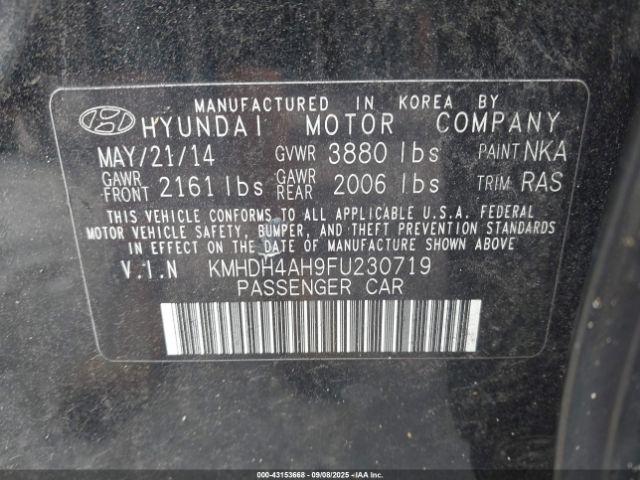 MANUFACTURED IN KOREA BY
HYUNDAI MOTOR COMPANY
MAY/21/14 GVWR 3880 lbs PAINT NKA
GAWR FRONT 2161 lbs GAWR REAR 2006 lbs TRIM RAS
THIS VEHICLE CONFORMS TO ALL APPLICABLE U.S.A. FEDERAL
MOTOR VEHICLE SAFETY, BUMPER, AND THEFT PREVENTION STANDARDS
IN EFFECT ON THE DATE OF MANUFACTURE SHOWN ABOVE
V.I.N KMHDH4AH9FU230719
PASSENGER CAR
000-43153668 - 09/08/2025 - IAA Inc.